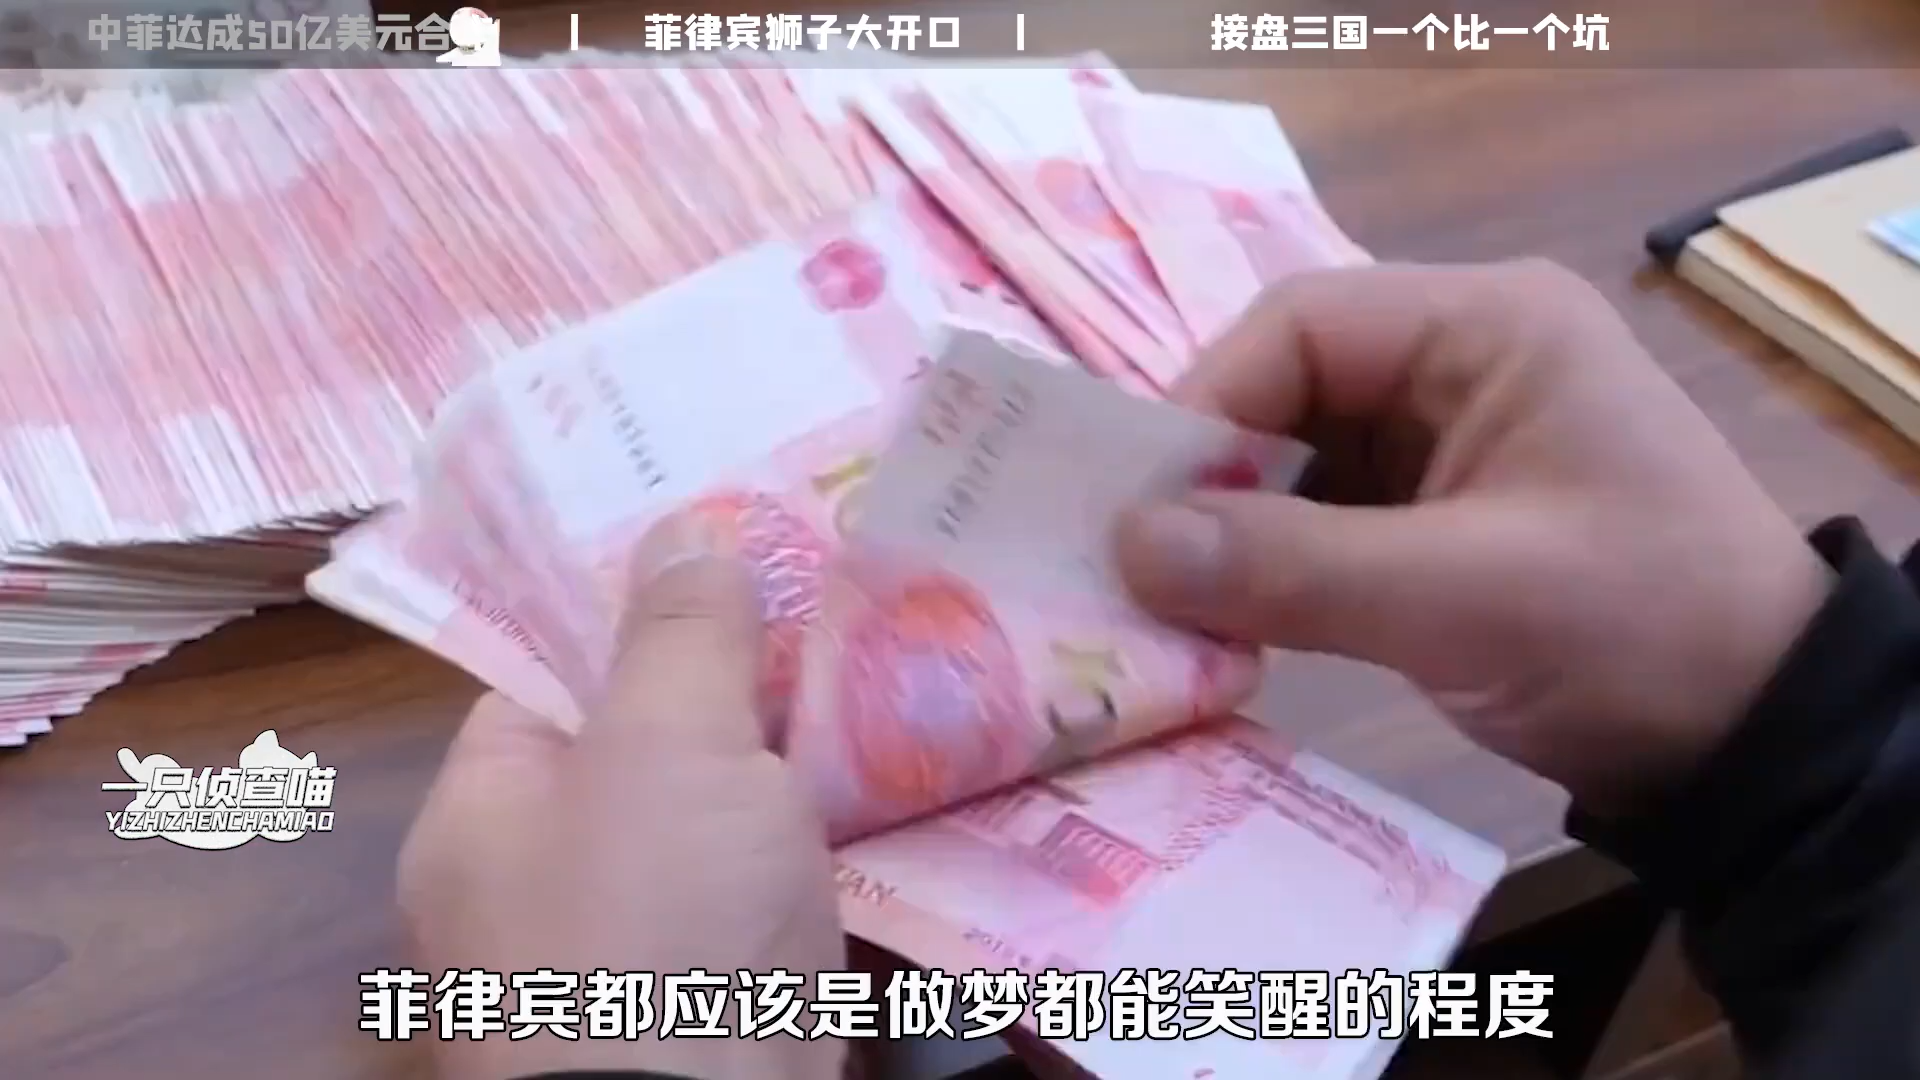 中菲达成50亿美元合
菲律宾狮子大开口
接盘三国一个比一个坑
一只侦查喵
YIZHIZHENCHAMIAO
菲律宾都应该是做梦都能笑醒的程度